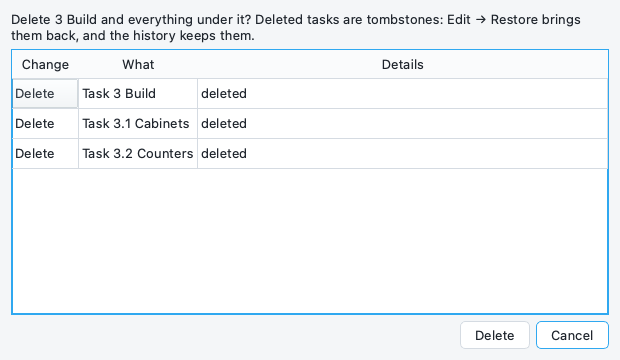 Delete 3 Build and everything under it? Deleted tasks are tombstones: Edit → Restore brings
them back, and the history keeps them.
Change What Details
Delete Task 3 Build deleted
Delete Task 3.1 Cabinets deleted
Delete Task 3.2 Counters deleted
Delete Cancel